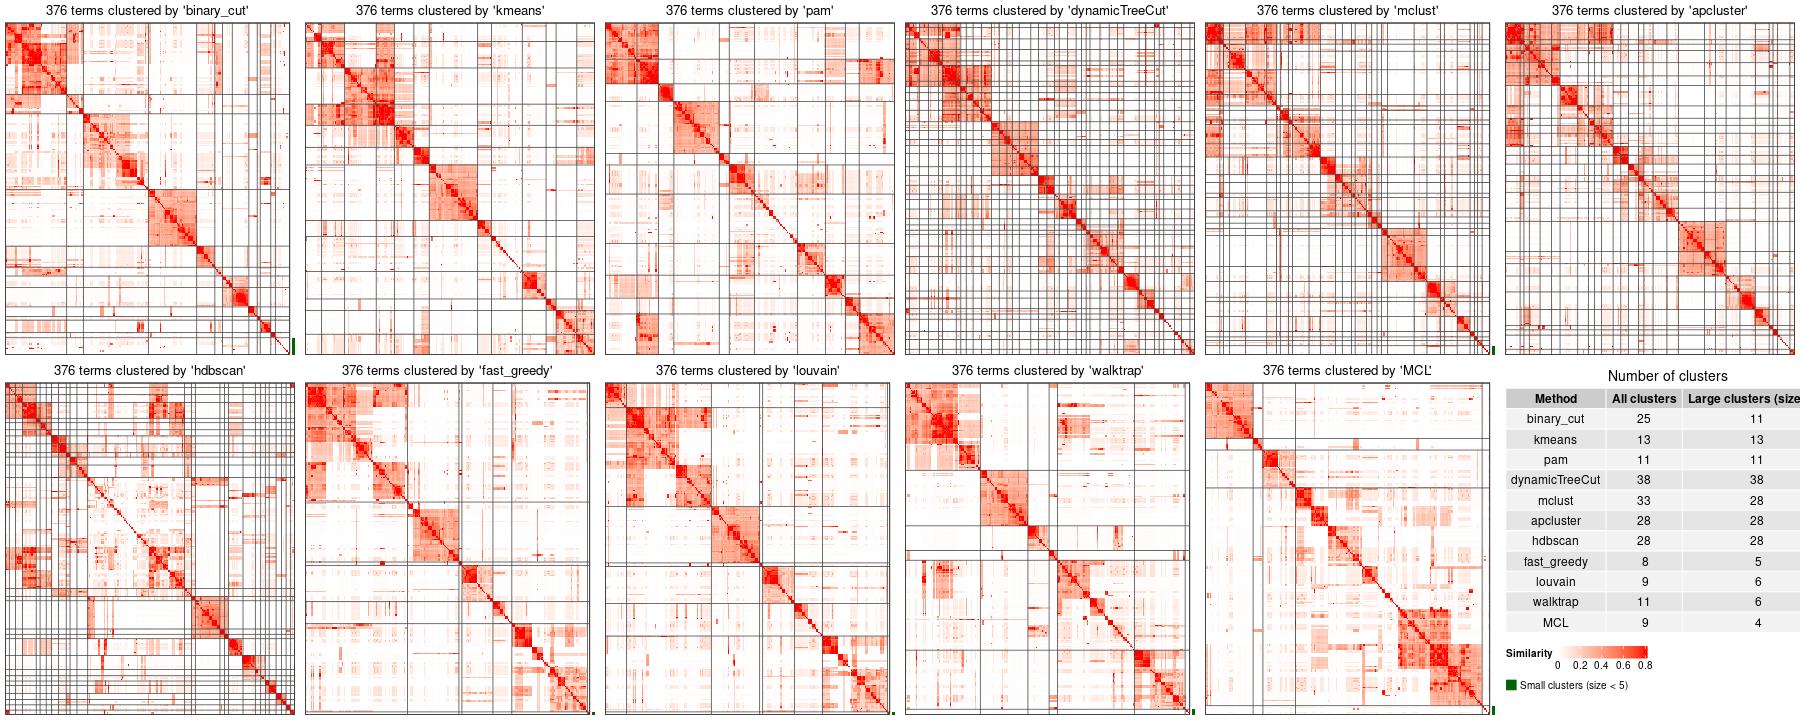 376 terms clustered by 'binary_cut'
376 terms clustered by 'kmeans'
376 terms clustered by 'pam'
376 terms clustered by 'dynamicTreeCut'
376 terms clustered by 'mclust'
376 terms clustered by 'apcluster'
376 terms clustered by 'hdbscan'
376 terms clustered by 'fast_greedy'
376 terms clustered by 'louvain'
376 terms clustered by 'walktrap'
376 terms clustered by 'MCL'
Number of clusters
Method All clusters Large clusters (size
binary_cut 25 11
kmeans 13 13
pam 11 11
dynamicTreeCut 38 38
mclust 33 28
apcluster 28 28
hdbscan 28 28
fast_greedy 8 5
louvain 9 6
walktrap 11 6
MCL 9 4
Similarity
0 0.2 0.4 0.6 0.8
Small clusters (size < 5)